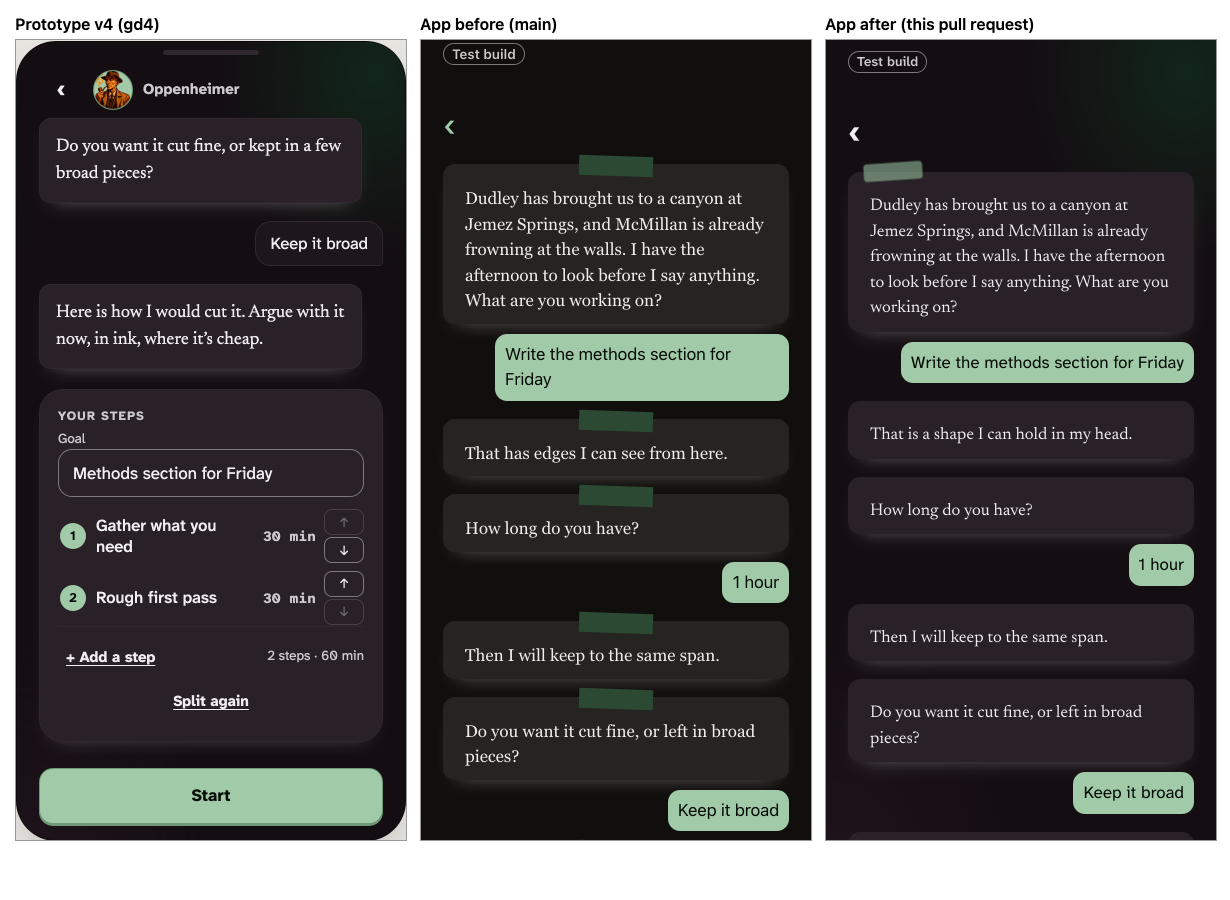 Prototype v4 (gd4)
‹
Oppenheimer
Do you want it cut fine, or kept in a few
broad pieces?
Keep it broad
Here is how I would cut it. Argue with it
now, in ink, where it’s cheap.
YOUR STEPS
Goal
Methods section for Friday
1
Gather what you
need
30 min
↑
↓
2
Rough first pass
30 min
↑
↓
+ Add a step
2 steps · 60 min
Split again
Start
App before (main)
Test build
‹
Dudley has brought us to a canyon at
Jemez Springs, and McMillan is already
frowning at the walls. I have the
afternoon to look before I say anything.
What are you working on?
Write the methods section for
Friday
That has edges I can see from here.
How long do you have?
1 hour
Then I will keep to the same span.
Do you want it cut fine, or left in broad
pieces?
Keep it broad
App after (this pull request)
Test build
‹
Dudley has brought us to a canyon at
Jemez Springs, and McMillan is already
frowning at the walls. I have the afternoon
to look before I say anything. What are you
working on?
Write the methods section for Friday
That is a shape I can hold in my head.
How long do you have?
1 hour
Then I will keep to the same span.
Do you want it cut fine, or left in broad
pieces?
Keep it broad